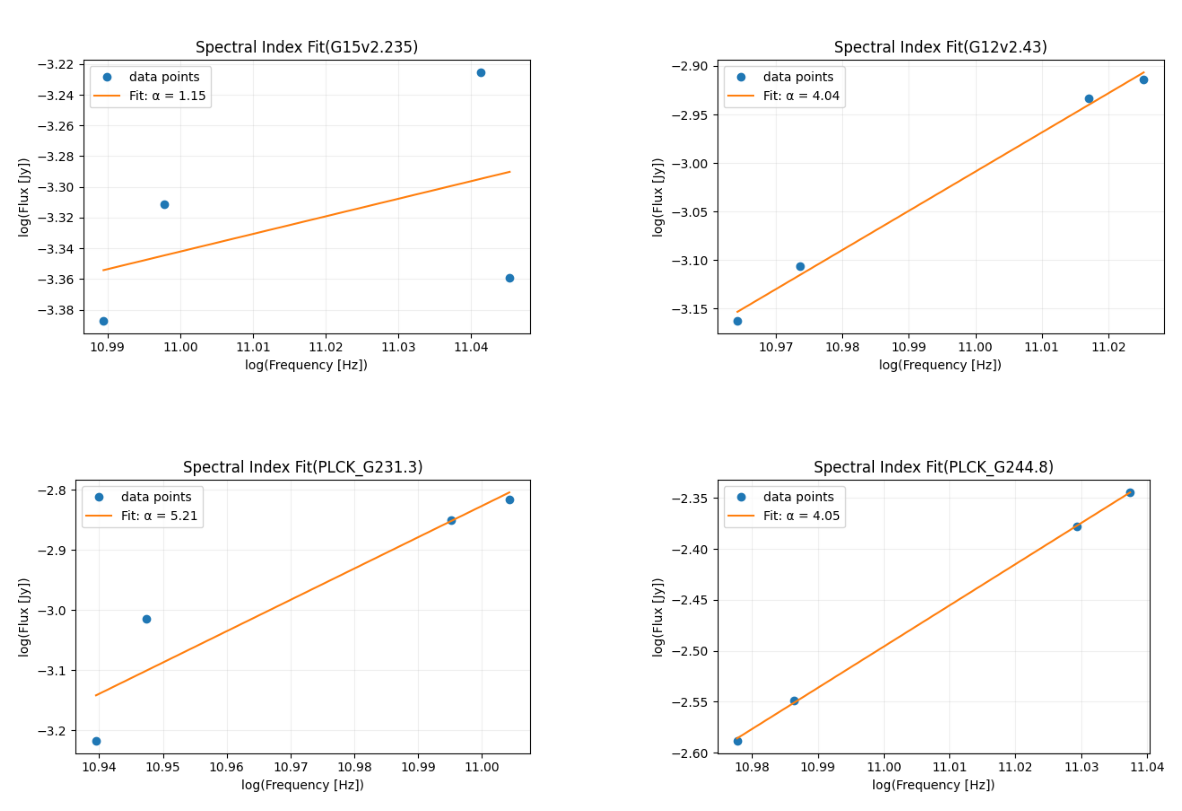 Spectral Index Fit(G15v2.235)
data points
Fit: α = 1.15
log(Flux [Jy])
−3.22
−3.24
−3.26
−3.28
−3.30
−3.32
−3.34
−3.36
−3.38
10.99 11.00 11.01 11.02 11.03 11.04
log(Frequency [Hz])
Spectral Index Fit(G12v2.43)
data points
Fit: α = 4.04
log(Flux [Jy])
−2.90
−2.95
−3.00
−3.05
−3.10
−3.15
10.97 10.98 10.99 11.00 11.01 11.02
log(Frequency [Hz])
Spectral Index Fit(PLCK_G231.3)
data points
Fit: α = 5.21
log(Flux [Jy])
−2.8
−2.9
−3.0
−3.1
−3.2
10.94 10.95 10.96 10.97 10.98 10.99 11.00
log(Frequency [Hz])
Spectral Index Fit(PLCK_G244.8)
data points
Fit: α = 4.05
log(Flux [Jy])
−2.35
−2.40
−2.45
−2.50
−2.55
−2.60
10.98 10.99 11.00 11.01 11.02 11.03 11.04
log(Frequency [Hz])